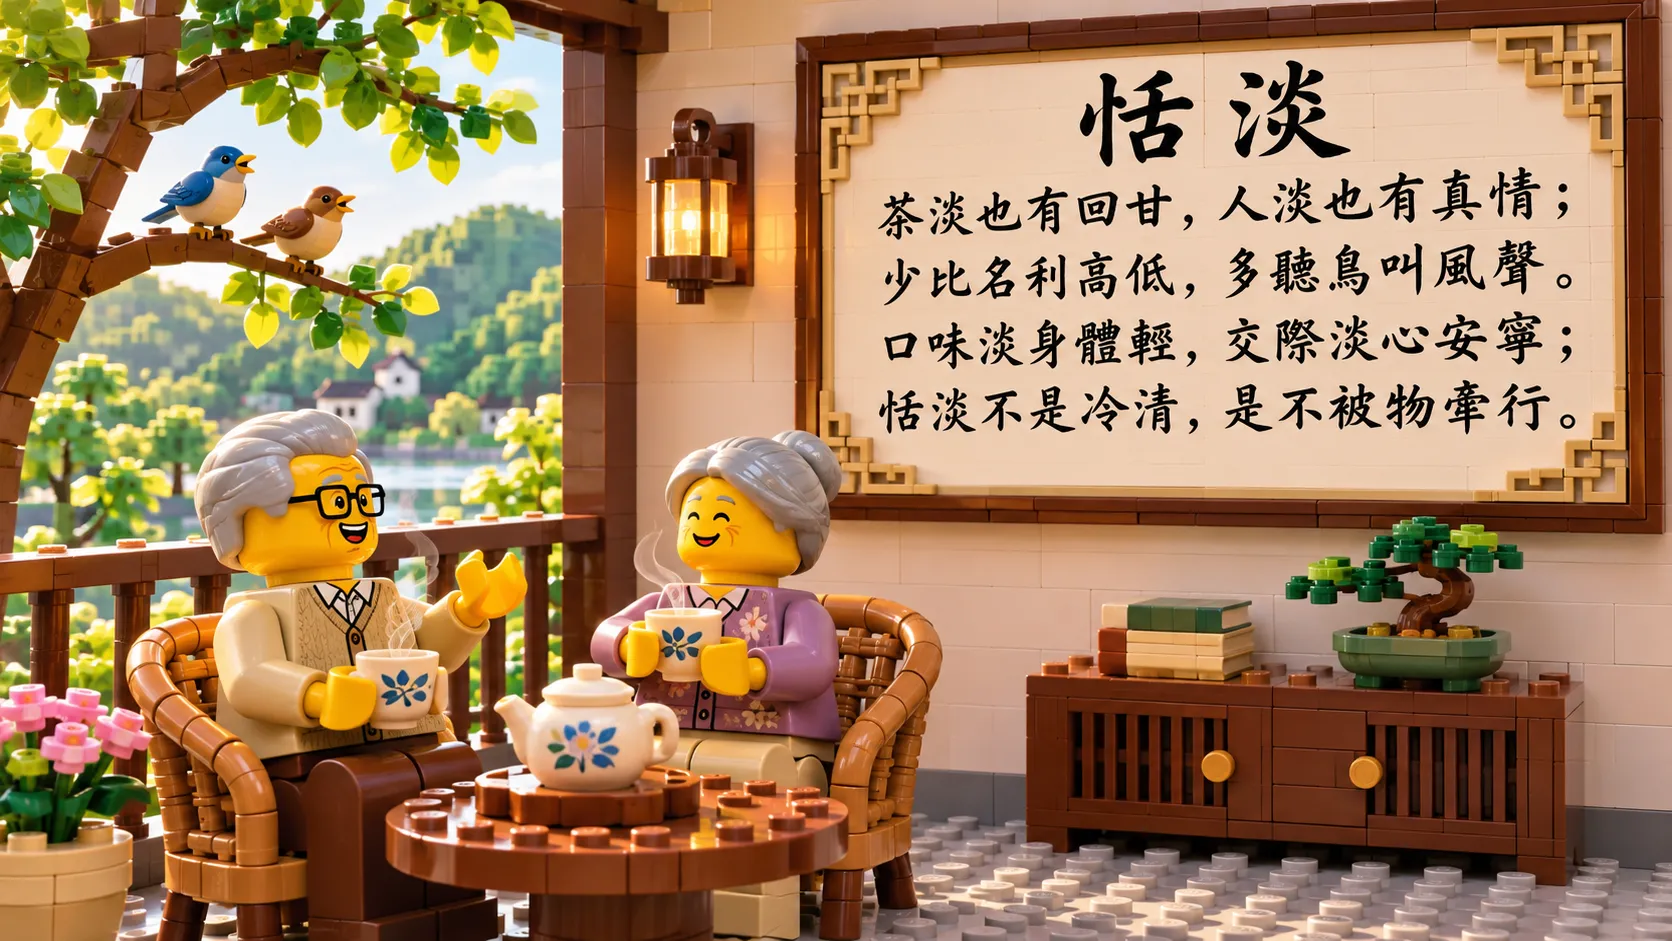 恬淡
茶淡也有回甘，人淡也有真情；
少比名利高低，多聽鳥叫風聲。
口味淡身體輕，交際淡心安寧；
恬淡不是冷清，是不被物牽行。